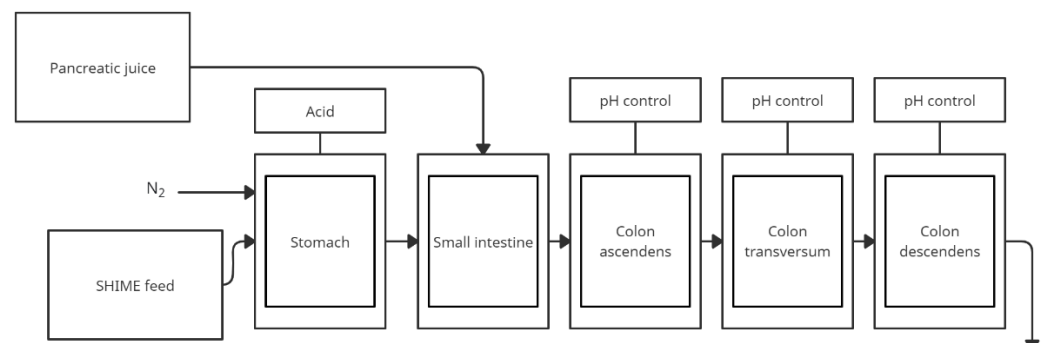 Pancreatic juice
Acid
pH control
pH control
pH control
N₂
SHIME feed
Stomach
Small intestine
Colon
ascendens
Colon
transversum
Colon
descendens